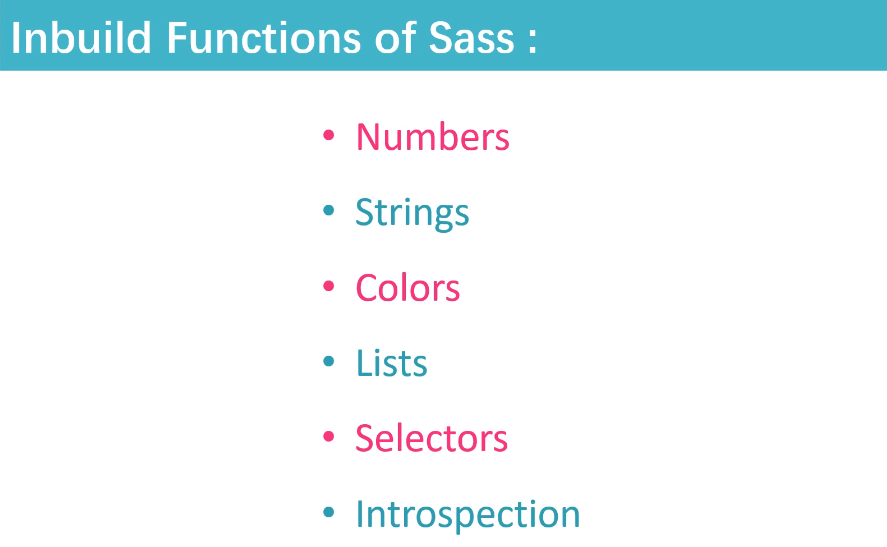 Inbuild Functions of Sass :
• Numbers
• Strings
• Colors
• Lists
• Selectors
• Introspection